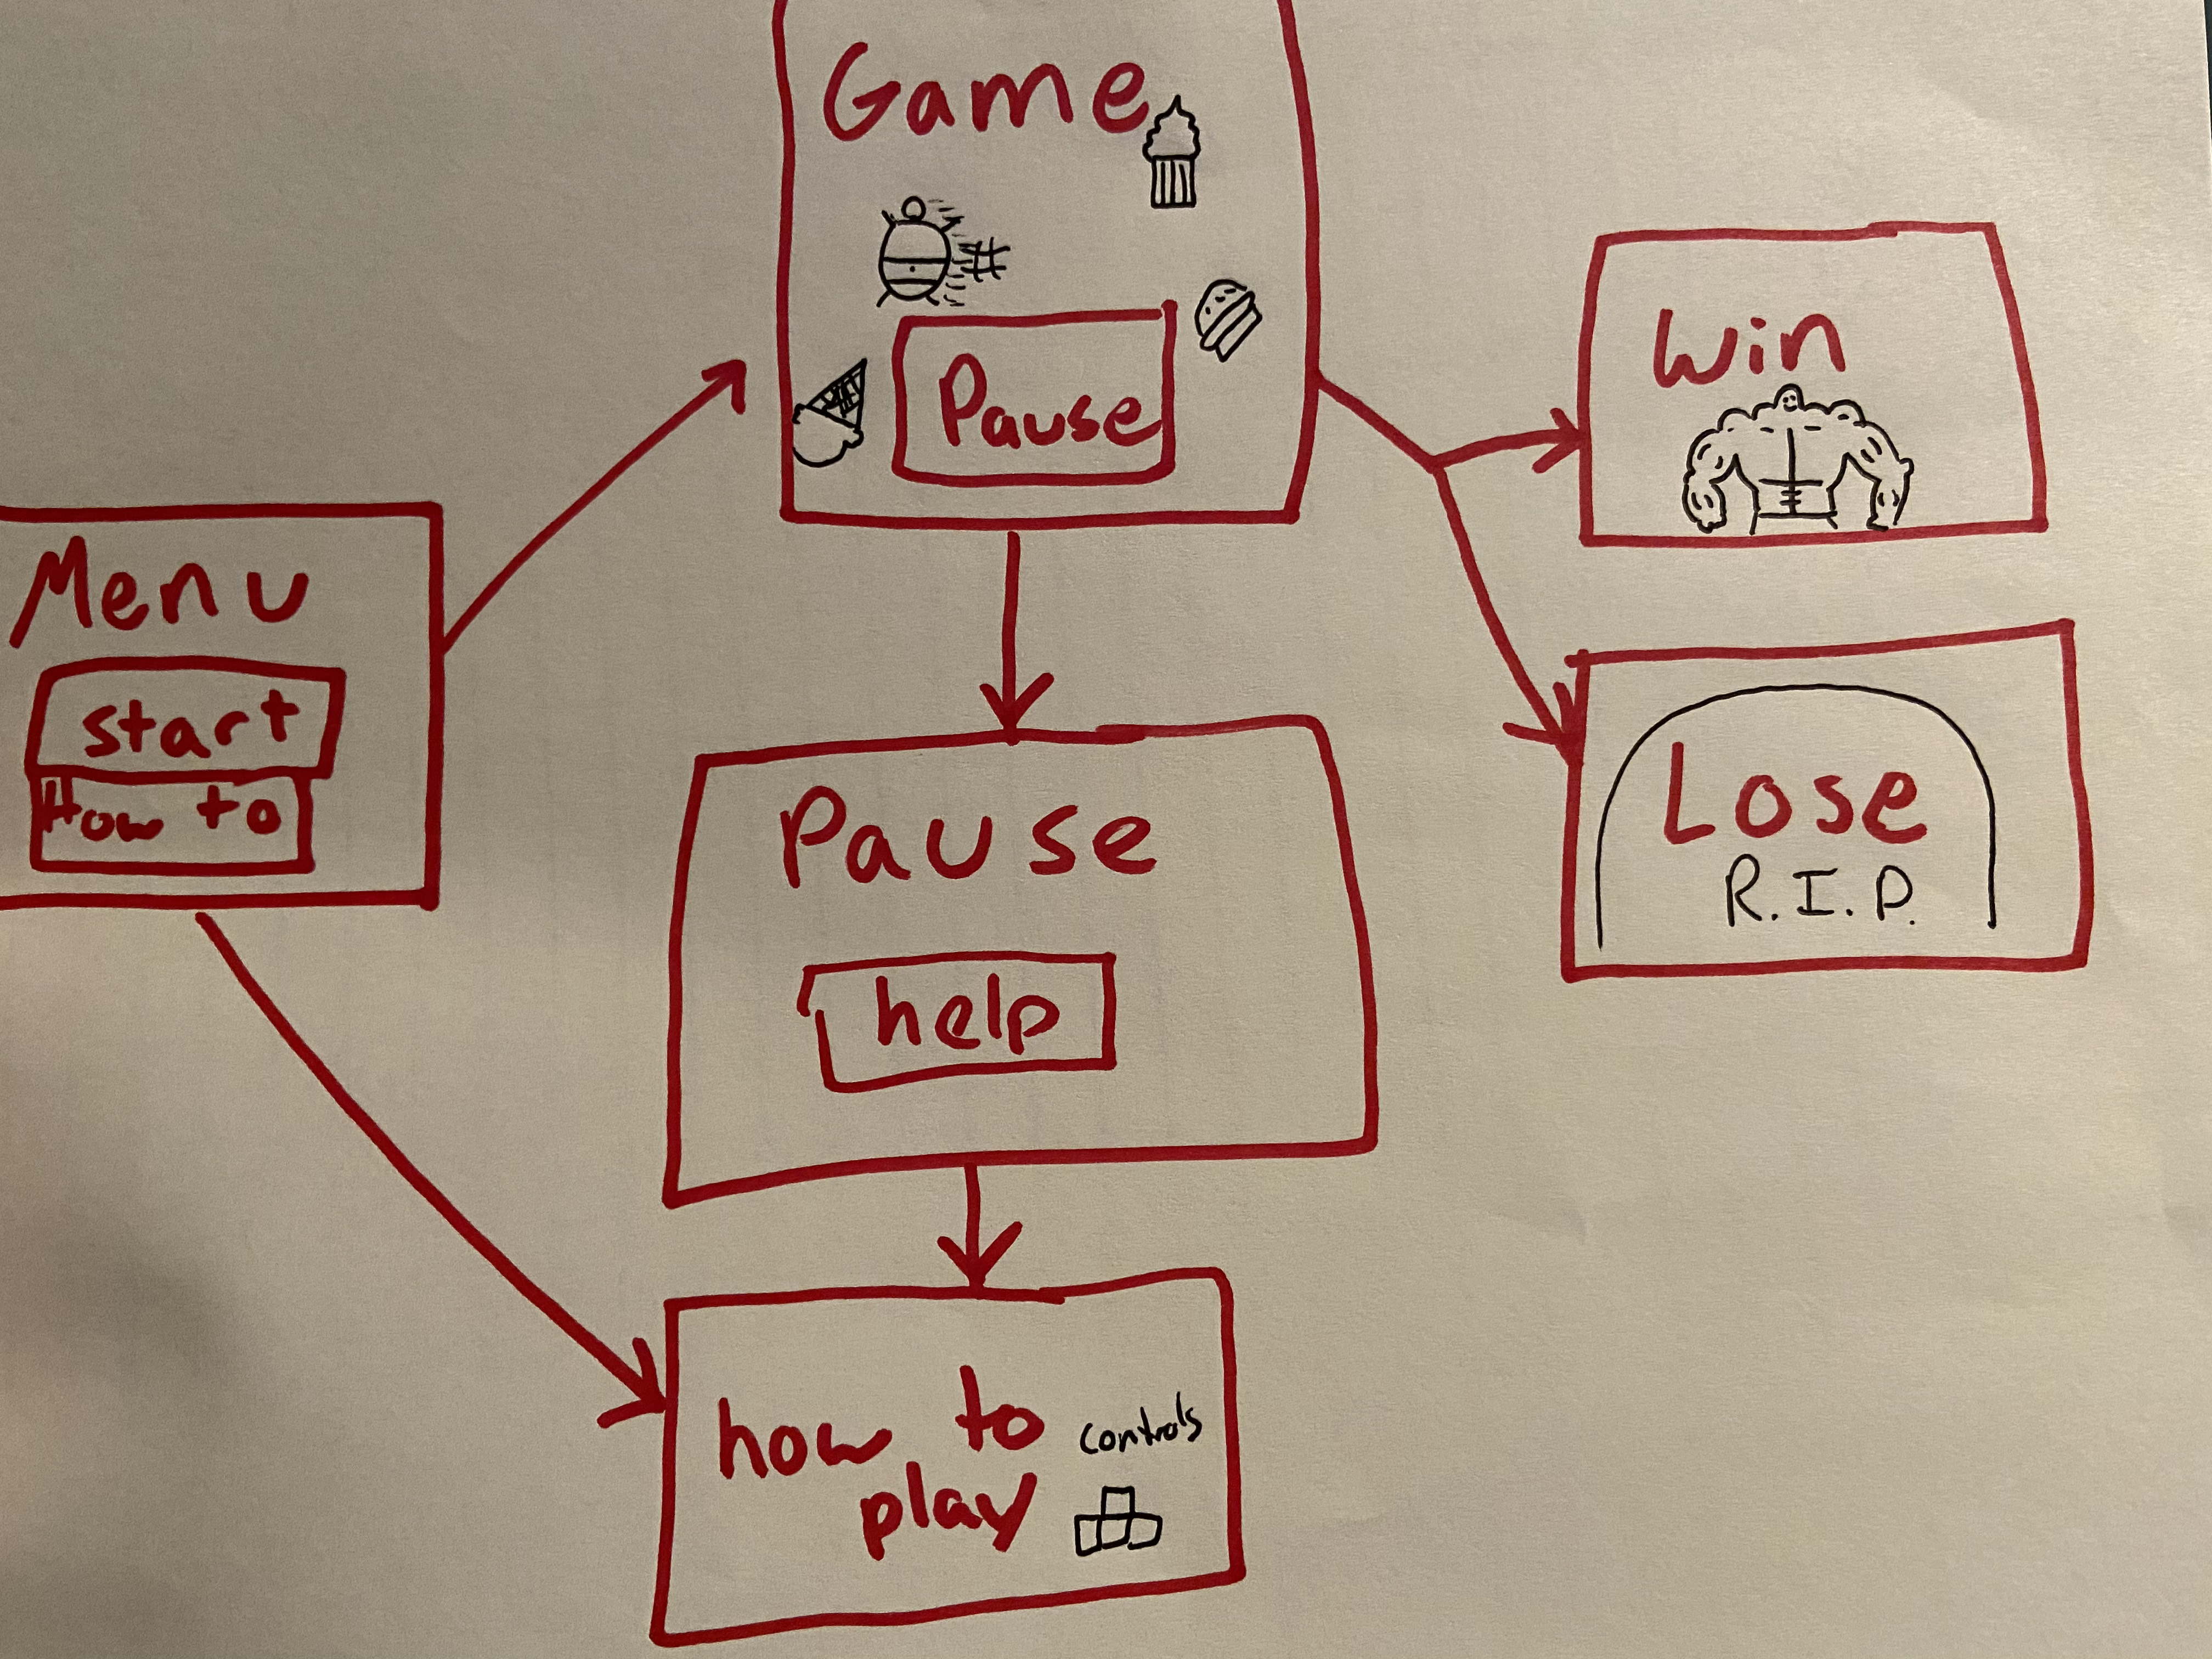 Game
Pause
Win
Menu
start
How to
Pause
help
Lose
R.I.P.
how to
play
controls